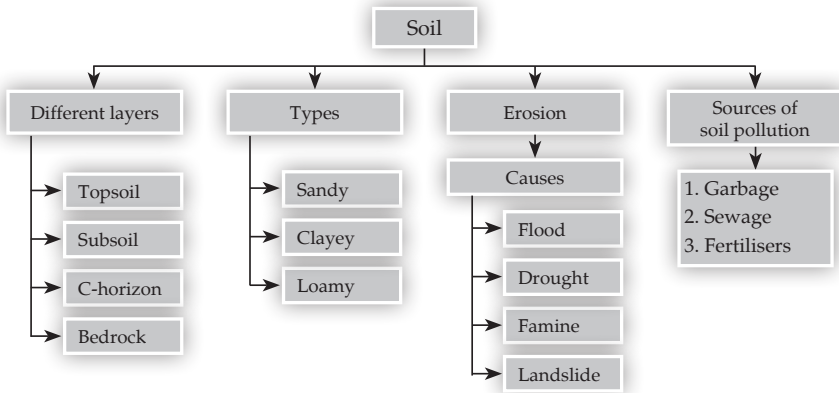 Soil
Different layers
Topsoil
Subsoil
C-horizon
Bedrock
Types
Sandy
Clayey
Loamy
Erosion
Causes
Flood
Drought
Famine
Landslide
Sources of
soil pollution
1. Garbage
2. Sewage
3. Fertilisers